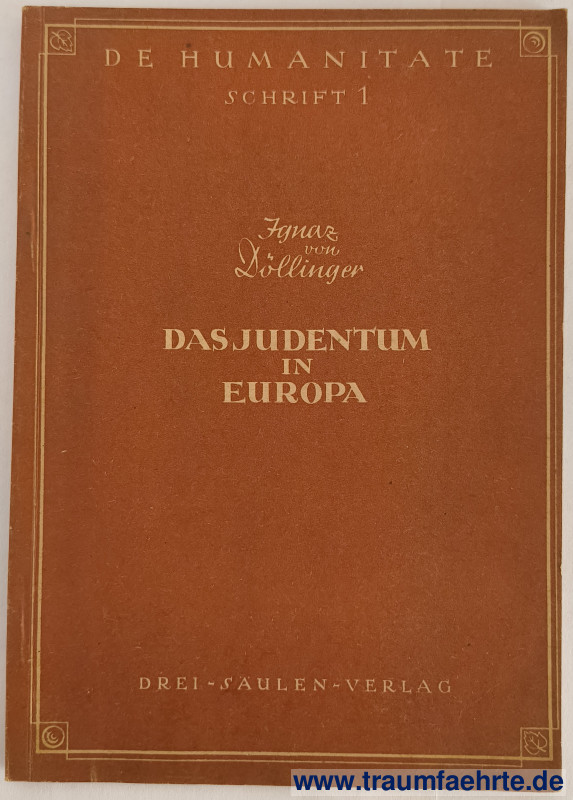 DE HUMANITATE
SCHRIFT 1
Ignaz
von
Döllinger
DAS JUDENTUM
IN
EUROPA
DREI-SÄULEN-VERLAG
www.traumfaehrte.de